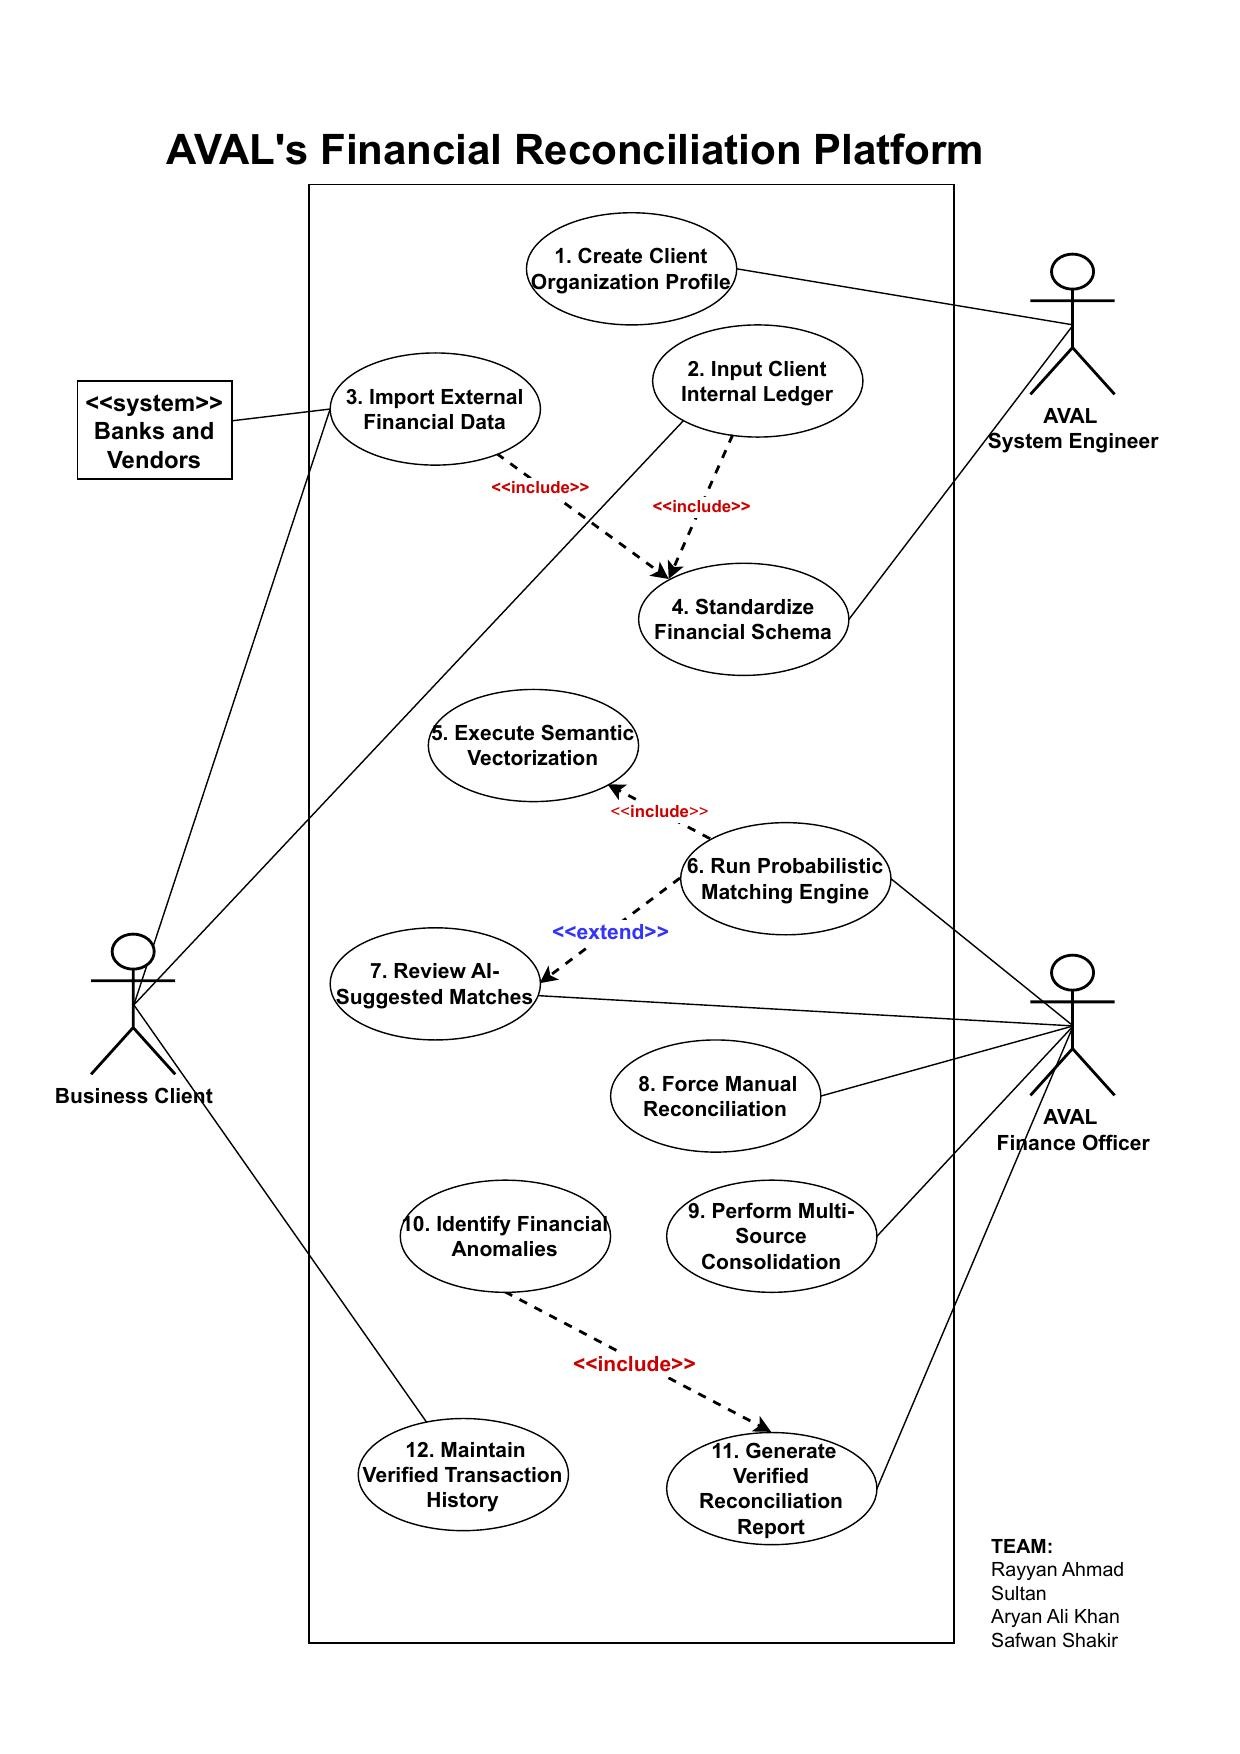 AVAL's Financial Reconciliation Platform
1. Create Client
Organization Profile
2. Input Client
Internal Ledger
3. Import External
Financial Data
<<system>>
Banks and
Vendors
AVAL
System Engineer
<<include>>
<<include>>
4. Standardize
Financial Schema
5. Execute Semantic
Vectorization
<<include>>
6. Run Probabilistic
Matching Engine
<<extend>>
7. Review AI-
Suggested Matches
Business Client
8. Force Manual
Reconciliation
AVAL
Finance Officer
10. Identify Financial
Anomalies
9. Perform Multi-
Source
Consolidation
<<include>>
12. Maintain
Verified Transaction
History
11. Generate
Verified
Reconciliation
Report
TEAM:
Rayyan Ahmad
Sultan
Aryan Ali Khan
Safwan Shakir